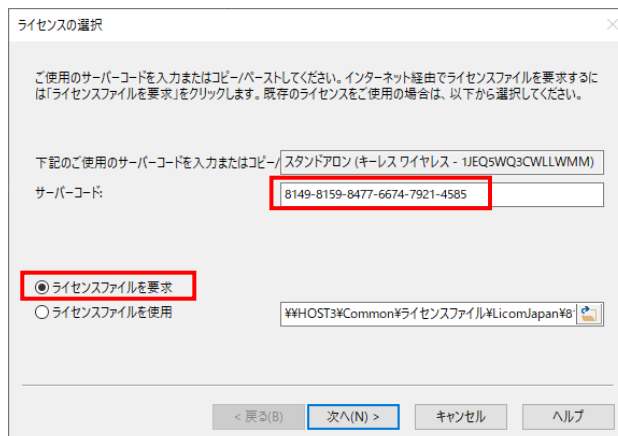 ライセンスの選択
ご使用のサーバーコードを入力またはコピー/ペーストしてください。インターネット経由でライセンスファイルを要求するに
は「ライセンスファイルを要求」をクリックします。既存のライセンスをご使用の場合は、以下から選択してください。
下記のご使用のサーバーコードを入力またはコピー/ スタンドアロン (キーレス ワイヤレス - 1JEQ5WQ3CWLLWMM)
サーバーコード: 8149-8159-8477-6674-7921-4585
ライセンスファイルを要求
ライセンスファイルを使用 ¥¥HOST3¥Common¥ライセンスファイル¥LicomJapan¥8
< 戻る(B) 次へ(N) > キャンセル ヘルプ